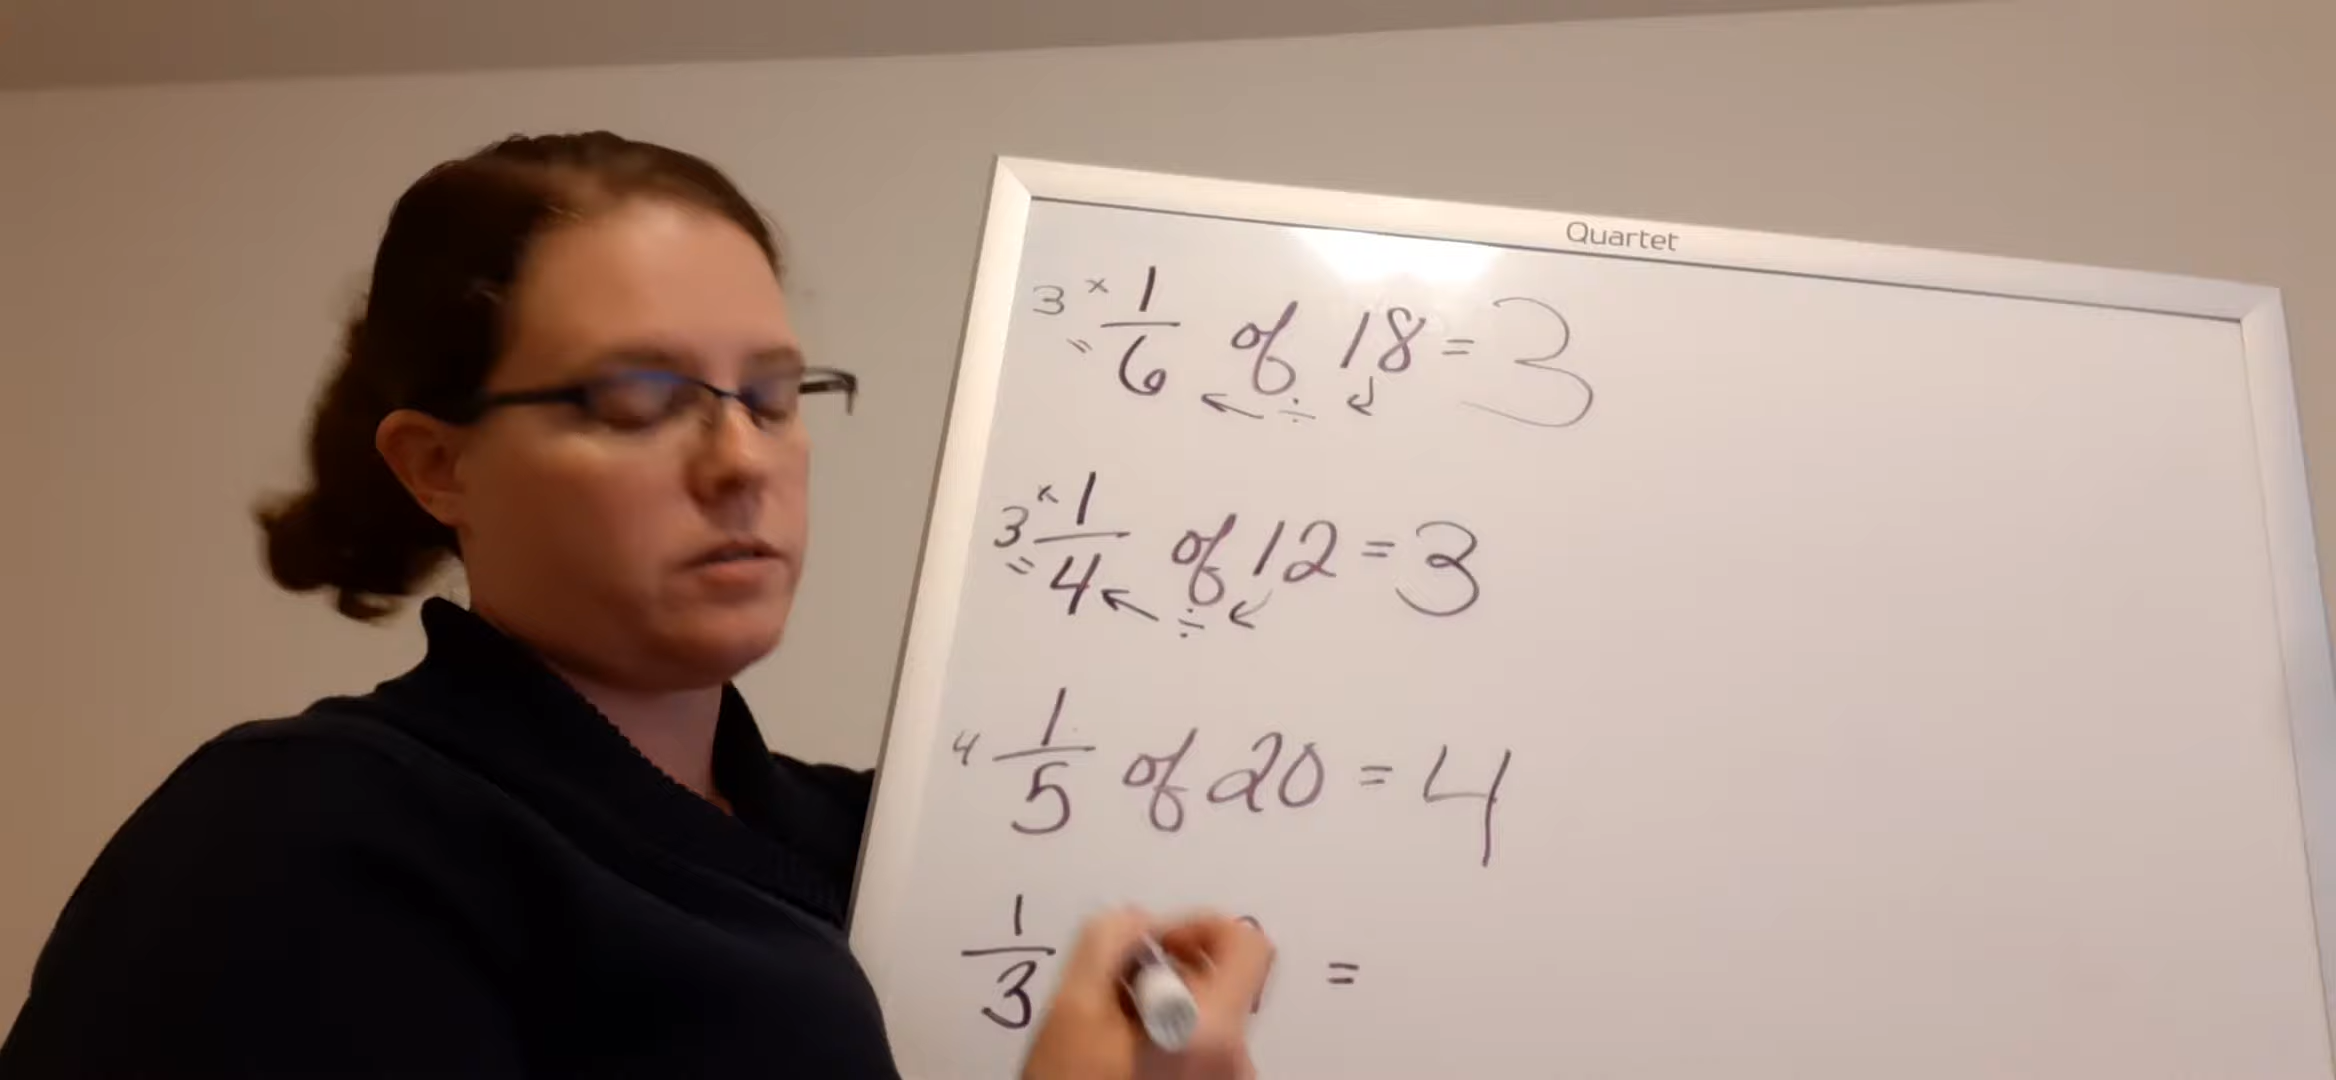 Quartet
3 × 1/6 of 18 = 3
= ← ÷ ↙
3 × 1/4 of 12 = 3
= ← ÷ ↙
4 1/5 of 20 = 4
1/3 =